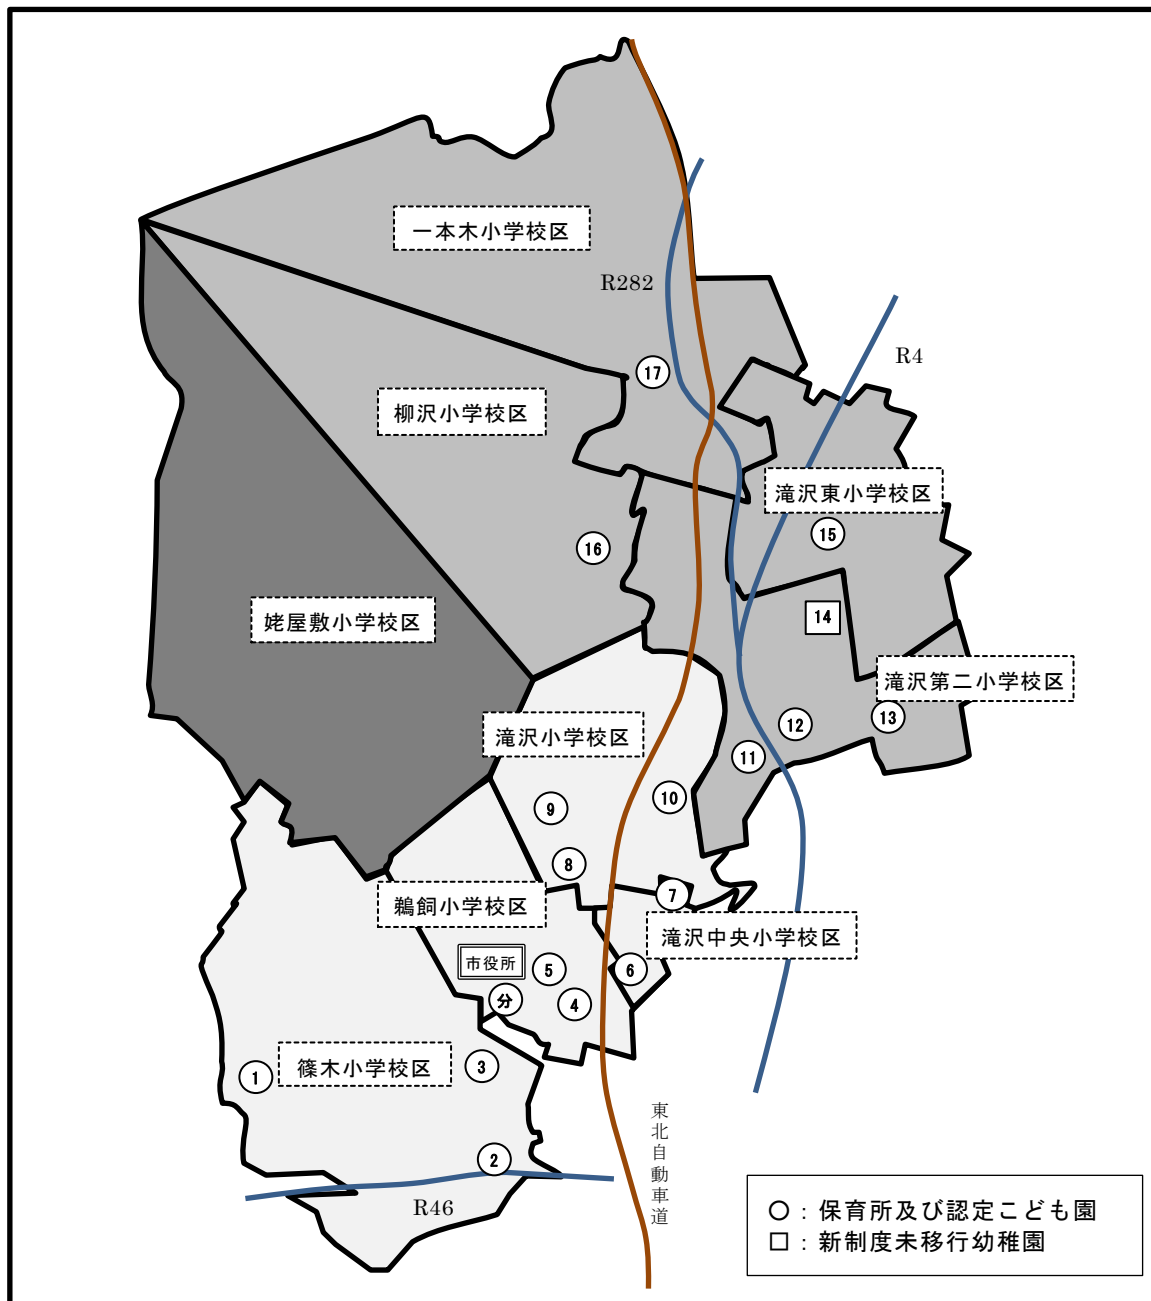 一本木小学校区
R282
R4
17
柳沢小学校区
滝沢東小学校区
15
16
14
姥屋敷小学校区
滝沢第二小学校区
13
12
滝沢小学校区
11
10
9
8
7
鵜飼小学校区
滝沢中央小学校区
市役所
5
6
分
4
篠木小学校区
3
1
東北自動車道
2
R46
○：保育所及び認定こども園
□：新制度未移行幼稚園